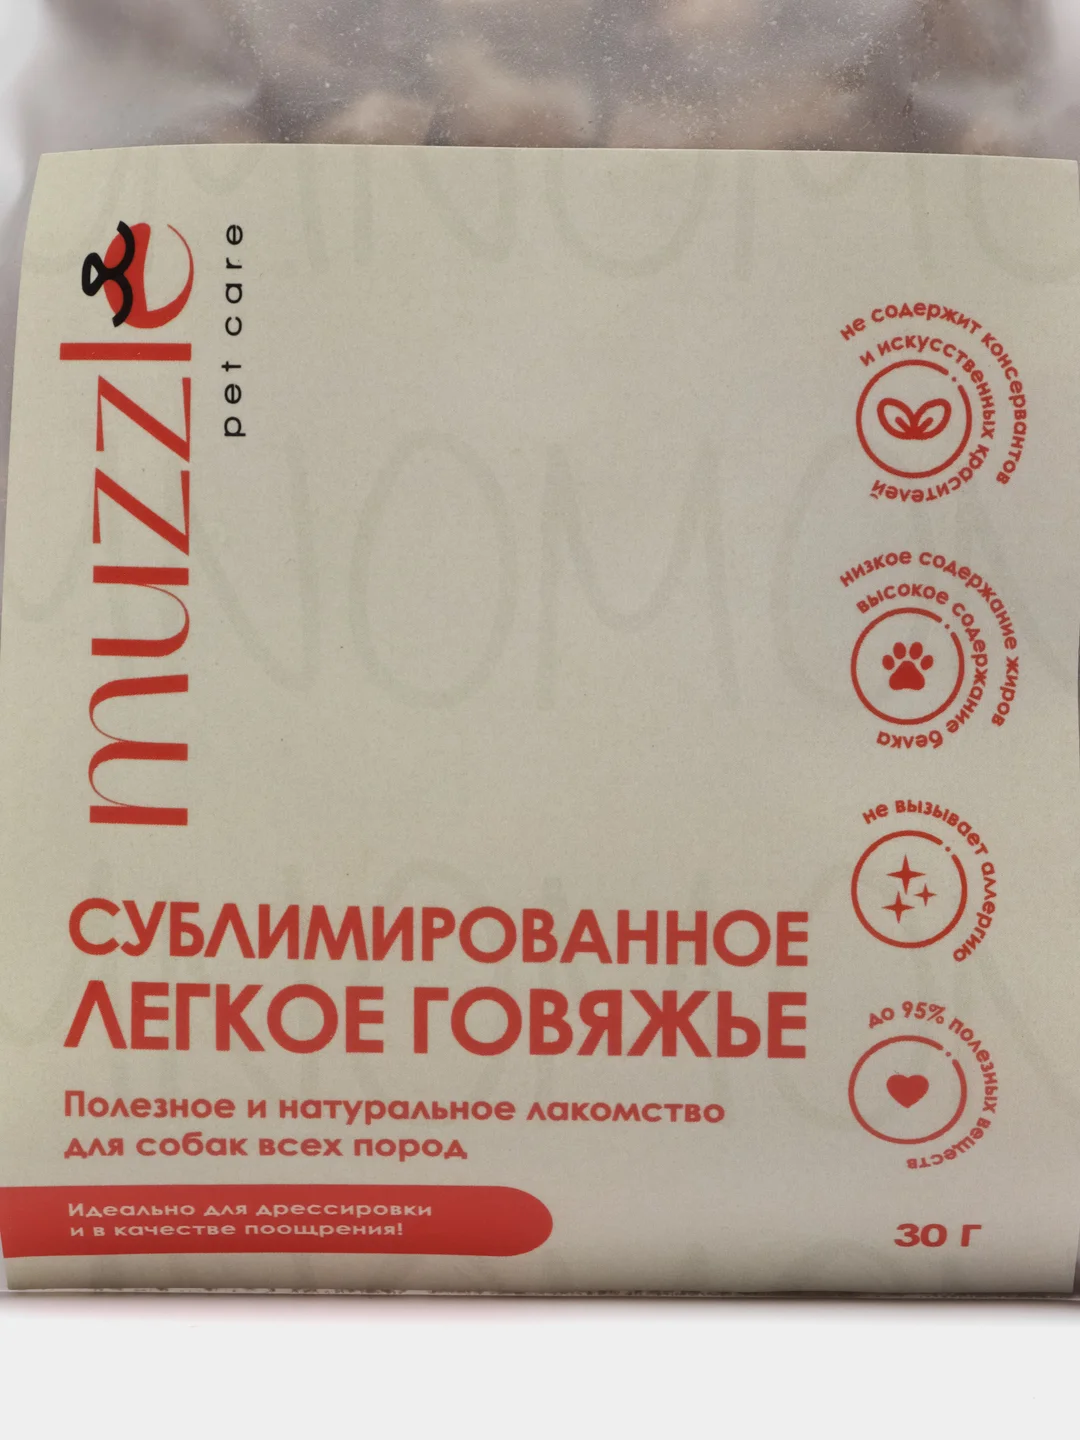 muzzle
pet care
не содержит консервантов
и искусственных красителей
низкое содержание жиров
высокое содержание белка
не вызывает аллергию
до 95% полезных веществ
СУБЛИМИРОВАННОЕ
ЛЕГКОЕ ГОВЯЖЬЕ
Полезное и натуральное лакомство
для собак всех пород
Идеально для дрессировки
и в качестве поощрения!
30 Г